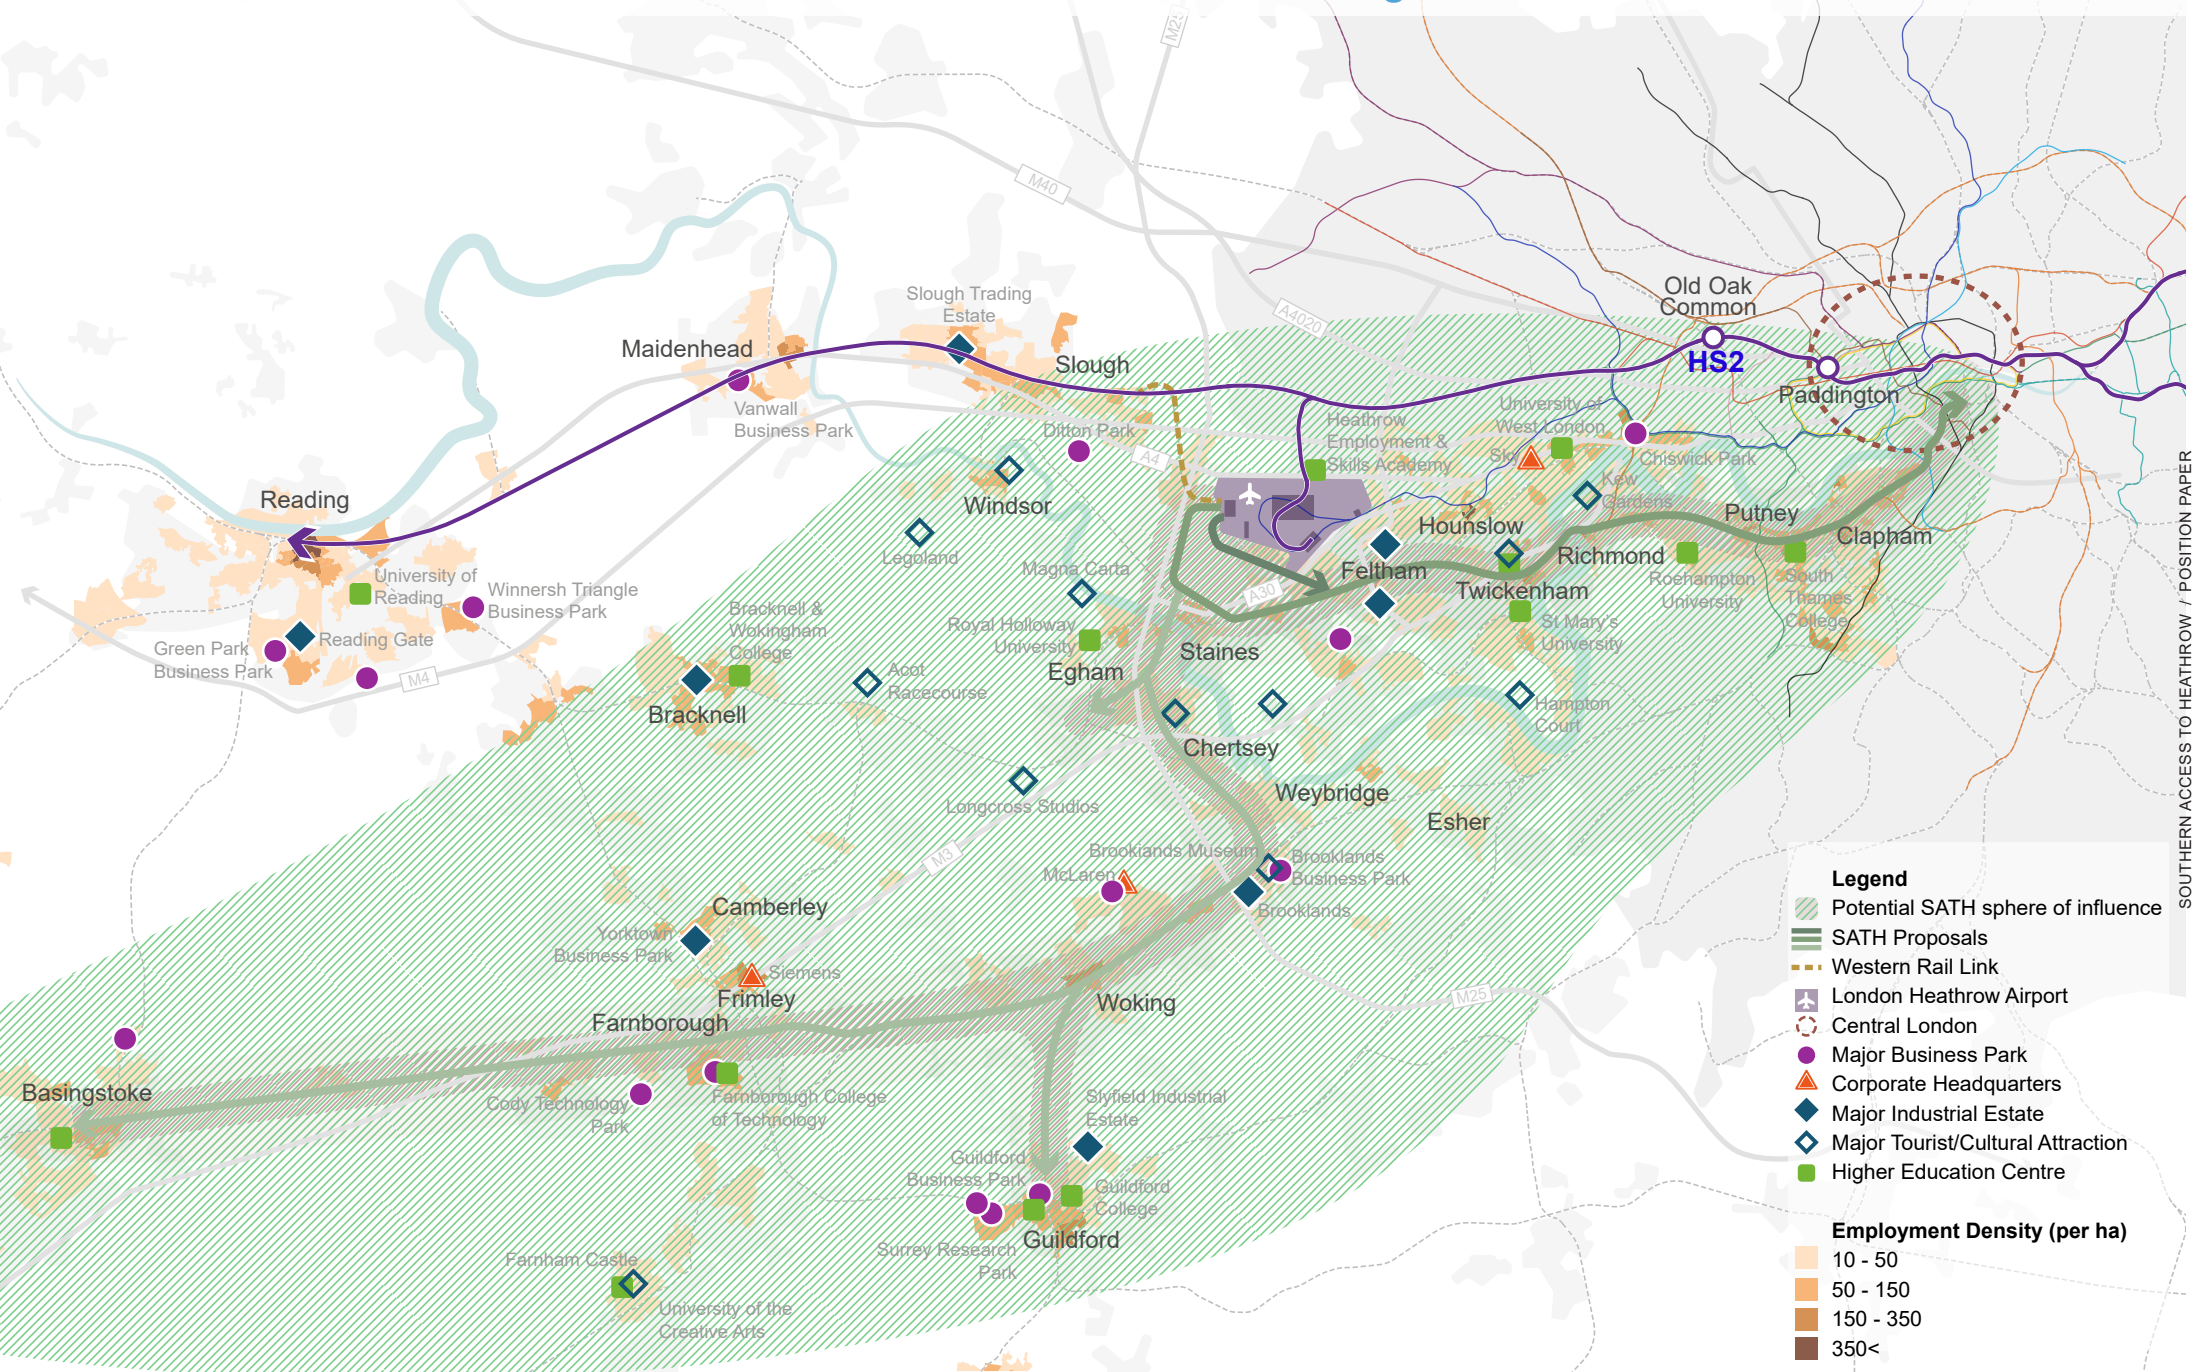 M25
M40
A4020
Old Oak
Common
HS2
Paddington
Slough Trading
Estate
Slough
Maidenhead
Vanwall
Business Park
Ditton Park
A4
Heathrow
Employment &
Skills Academy
University of
West London
Sky
Chiswick Park
Kew
Gardens
Reading
Windsor
Legoland
Magna Carta
Hounslow
Putney
Clapham
Richmond
Feltham
Twickenham
A30
Roehampton
University
South
Thames
College
St Mary's
University
University of
Reading
Winnersh Triangle
Business Park
Green Park
Business Park
Reading Gate
M4
Bracknell &
Wokingham
College
Bracknell
Acot
Racecourse
Royal Holloway
University
Egham
Staines
Hampton
Court
Chertsey
Longcross Studios
Weybridge
Esher
M3
Brooklands Museum
McLaren
Brooklands
Business Park
Brooklands
Camberley
Yorktown
Business Park
Siemens
Frimley
Farnborough
Woking
M25
Basingstoke
Cody Technology
Park
Farnborough College
of Technology
Slyfield Industrial
Estate
Guildford
Business Park
Guildford
College
Guildford
Surrey Research
Park
Farnham Castle
University of the
Creative Arts
SOUTHERN ACCESS TO HEATHROW / POSITION PAPER
Legend
Potential SATH sphere of influence
SATH Proposals
Western Rail Link
London Heathrow Airport
Central London
Major Business Park
Corporate Headquarters
Major Industrial Estate
Major Tourist/Cultural Attraction
Higher Education Centre
Employment Density (per ha)
10 - 50
50 - 150
150 - 350
350<